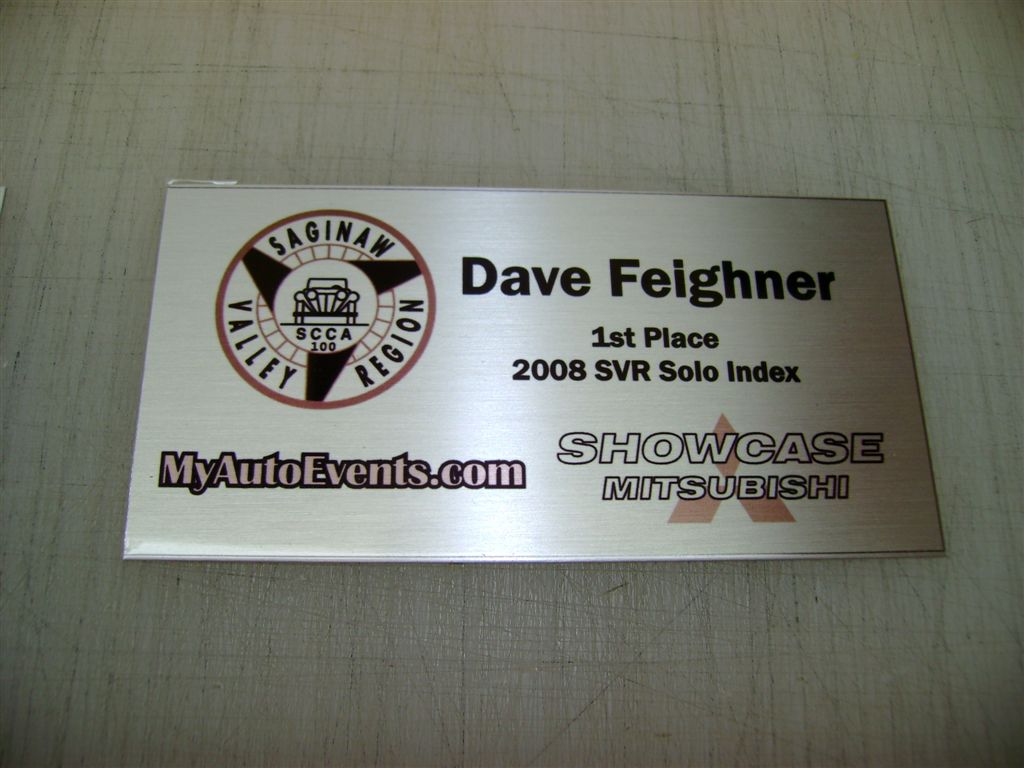 SAGINAW
VALLEY
REGION
SCCA
100
Dave Feighner
1st Place
2008 SVR Solo Index
MyAutoEvents.com
SHOWCASE
MITSUBISHI